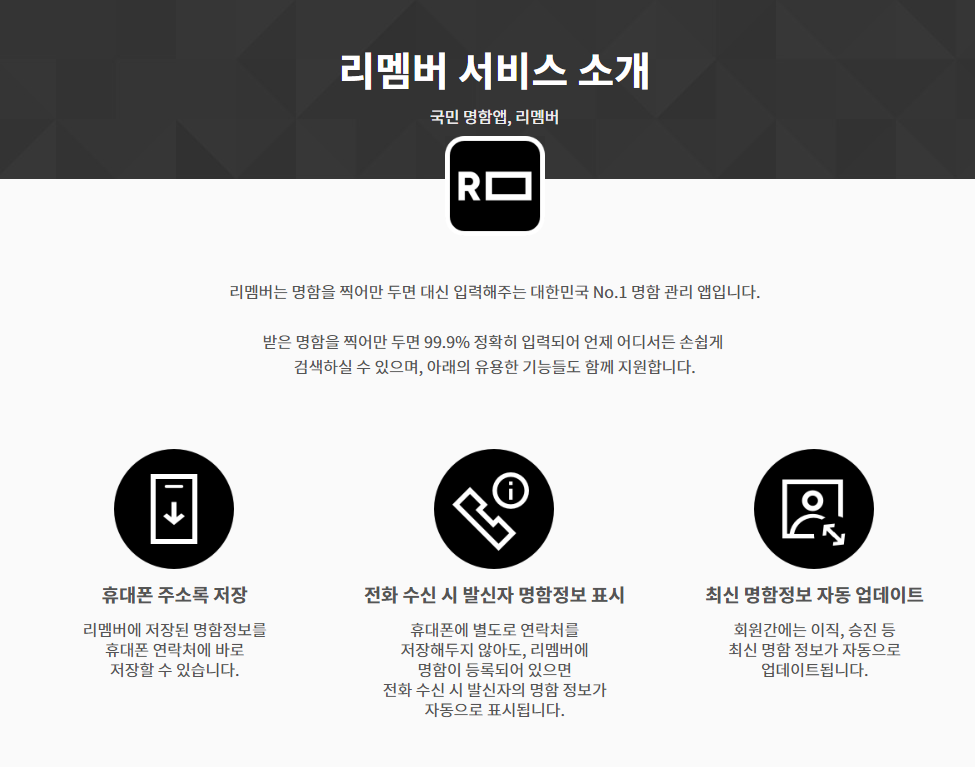 리멤버 서비스 소개
국민 명함앱, 리멤버
R
리멤버는 명함을 찍어만 두면 대신 입력해주는 대한민국 No.1 명함 관리 앱입니다.
받은 명함을 찍어만 두면 99.9% 정확히 입력되어 언제 어디서든 손쉽게
검색하실 수 있으며, 아래의 유용한 기능들도 함께 지원합니다.
휴대폰 주소록 저장
리멤버에 저장된 명함정보를
휴대폰 연락처에 바로
저장할 수 있습니다.
전화 수신 시 발신자 명함정보 표시
휴대폰에 별도로 연락처를
저장해두지 않아도, 리멤버에
명함이 등록되어 있으면
전화 수신 시 발신자의 명함 정보가
자동으로 표시됩니다.
최신 명함정보 자동 업데이트
회원간에는 이직, 승진 등
최신 명함 정보가 자동으로
업데이트됩니다.